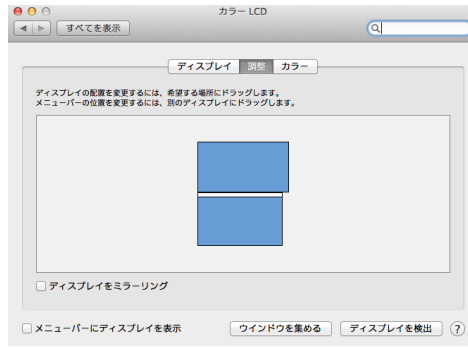 カラー LCD
すべてを表示
ディスプレイ 調整 カラー
ディスプレイの配置を変更するには、希望する場所にドラッグします。
メニューバーの位置を変更するには、別のディスプレイにドラッグします。
ディスプレイをミラーリング
メニューバーにディスプレイを表示 ウインドウを集める ディスプレイを検出 ?